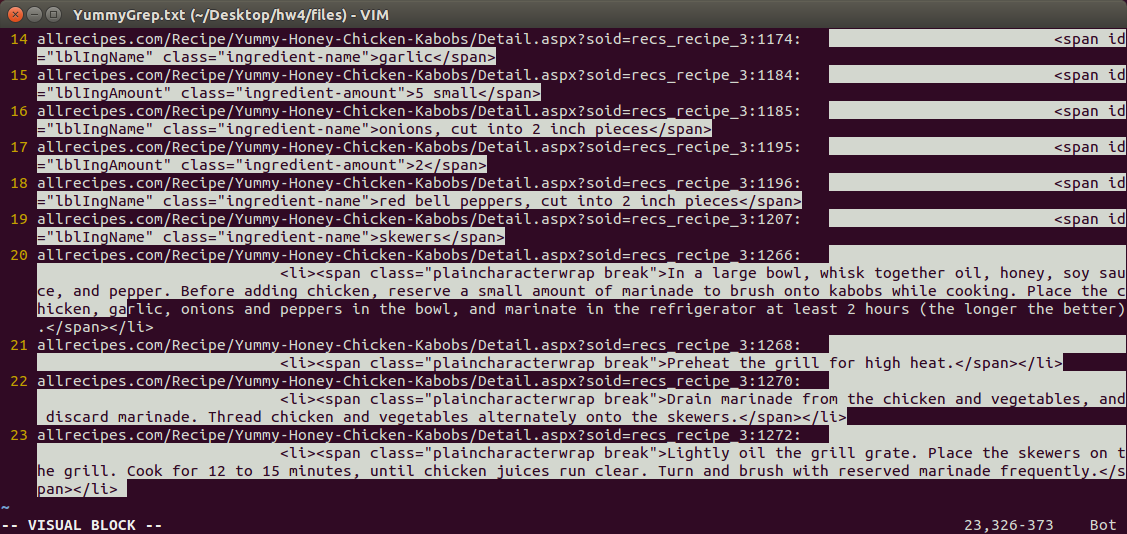 YummyGrep.txt (~/Desktop/hw4/files) - VIM
14 allrecipes.com/Recipe/Yummy-Honey-Chicken-Kabobs/Detail.aspx?soid=recs_recipe_3:1174: <span id
="lblIngName" class="ingredient-name">garlic</span>
15 allrecipes.com/Recipe/Yummy-Honey-Chicken-Kabobs/Detail.aspx?soid=recs_recipe_3:1184: <span id
="lblIngAmount" class="ingredient-amount">5 small</span>
16 allrecipes.com/Recipe/Yummy-Honey-Chicken-Kabobs/Detail.aspx?soid=recs_recipe_3:1185: <span id
="lblIngName" class="ingredient-name">onions, cut into 2 inch pieces</span>
17 allrecipes.com/Recipe/Yummy-Honey-Chicken-Kabobs/Detail.aspx?soid=recs_recipe_3:1195: <span id
="lblIngAmount" class="ingredient-amount">2</span>
18 allrecipes.com/Recipe/Yummy-Honey-Chicken-Kabobs/Detail.aspx?soid=recs_recipe_3:1196: <span id
="lblIngName" class="ingredient-name">red bell peppers, cut into 2 inch pieces</span>
19 allrecipes.com/Recipe/Yummy-Honey-Chicken-Kabobs/Detail.aspx?soid=recs_recipe_3:1207: <span id
="lblIngName" class="ingredient-name">skewers</span>
20 allrecipes.com/Recipe/Yummy-Honey-Chicken-Kabobs/Detail.aspx?soid=recs_recipe_3:1266:
<li><span class="plaincharacterwrap break">In a large bowl, whisk together oil, honey, soy sau
ce, and pepper. Before adding chicken, reserve a small amount of marinade to brush onto kabobs while cooking. Place the c
hicken, garlic, onions and peppers in the bowl, and marinate in the refrigerator at least 2 hours (the longer the better)
.</span></li>
21 allrecipes.com/Recipe/Yummy-Honey-Chicken-Kabobs/Detail.aspx?soid=recs_recipe_3:1268:
<li><span class="plaincharacterwrap break">Preheat the grill for high heat.</span></li>
22 allrecipes.com/Recipe/Yummy-Honey-Chicken-Kabobs/Detail.aspx?soid=recs_recipe_3:1270:
<li><span class="plaincharacterwrap break">Drain marinade from the chicken and vegetables, and
discard marinade. Thread chicken and vegetables alternately onto the skewers.</span></li>
23 allrecipes.com/Recipe/Yummy-Honey-Chicken-Kabobs/Detail.aspx?soid=recs_recipe_3:1272:
<li><span class="plaincharacterwrap break">Lightly oil the grill grate. Place the skewers on t
he grill. Cook for 12 to 15 minutes, until chicken juices run clear. Turn and brush with reserved marinade frequently.</s
pan></li>
~
-- VISUAL BLOCK -- 23,326-373 Bot